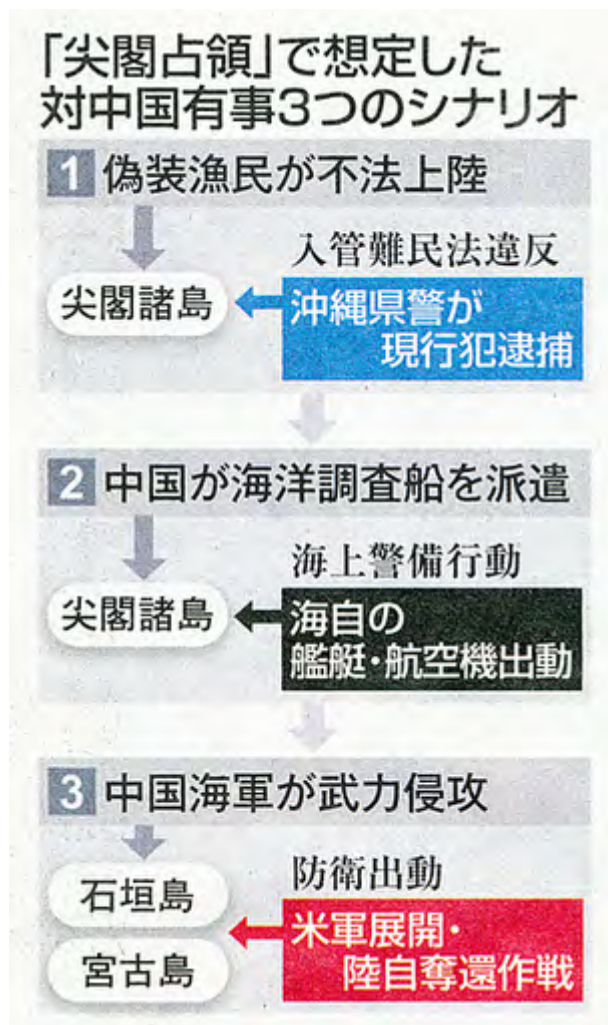 「尖閣占領」で想定した
対中国有事3つのシナリオ
1 偽装漁民が不法上陸
入管難民法違反
尖閣諸島
沖縄県警が
現行犯逮捕
2 中国が海洋調査船を派遣
海上警備行動
尖閣諸島
海自の
艦艇・航空機出動
3 中国海軍が武力侵攻
石垣島
防衛出動
宮古島
米軍展開・
陸自奪還作戦